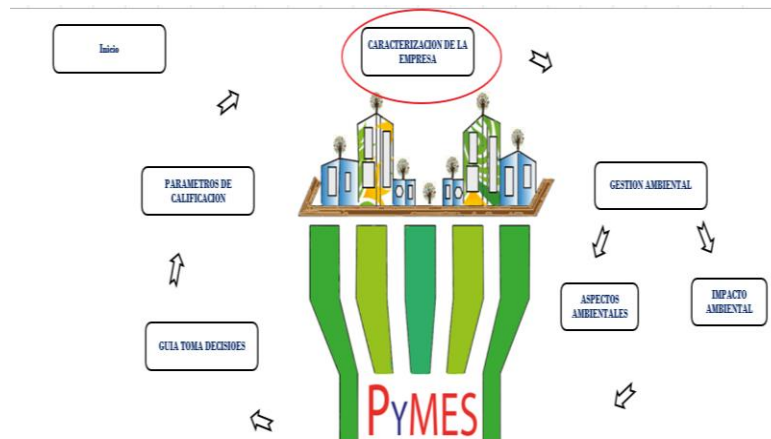 Inicio
CARACTERIZACION DE LA
EMPRESA
PARAMETROS DE
CALIFICACION
GESTION AMBIENTAL
ASPECTOS
AMBIENTALES
IMPACTO
AMBIENTAL
GUIA TOMA DECISIOES
PYMES